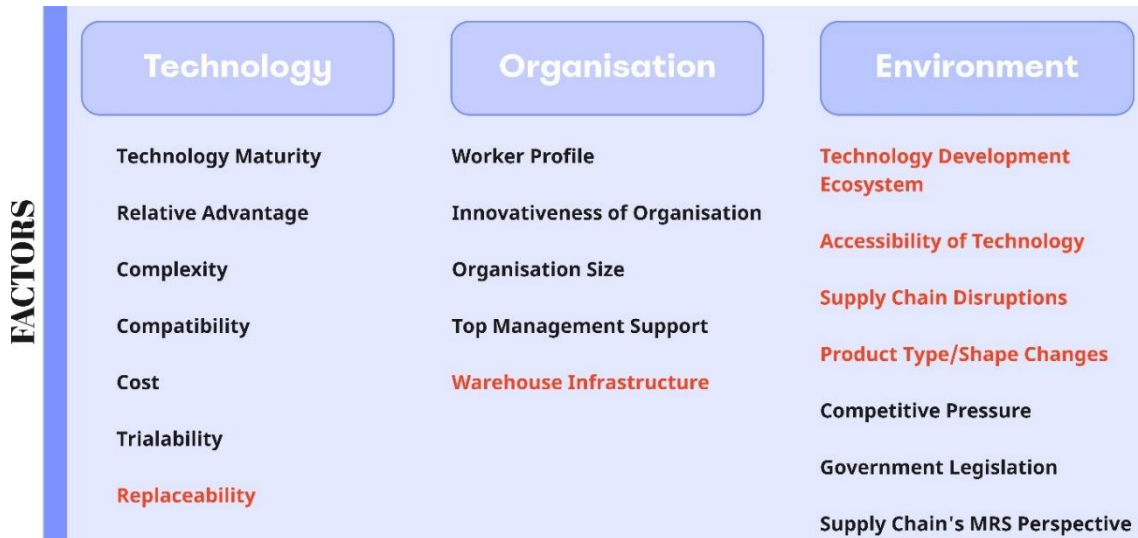 FACTORS
Technology
Technology Maturity
Relative Advantage
Complexity
Compatibility
Cost
Trialability
Replaceability
Organisation
Worker Profile
Innovativeness of Organisation
Organisation Size
Top Management Support
Warehouse Infrastructure
Environment
Technology Development
Ecosystem
Accessibility of Technology
Supply Chain Disruptions
Product Type/Shape Changes
Competitive Pressure
Government Legislation
Supply Chain's MRS Perspective